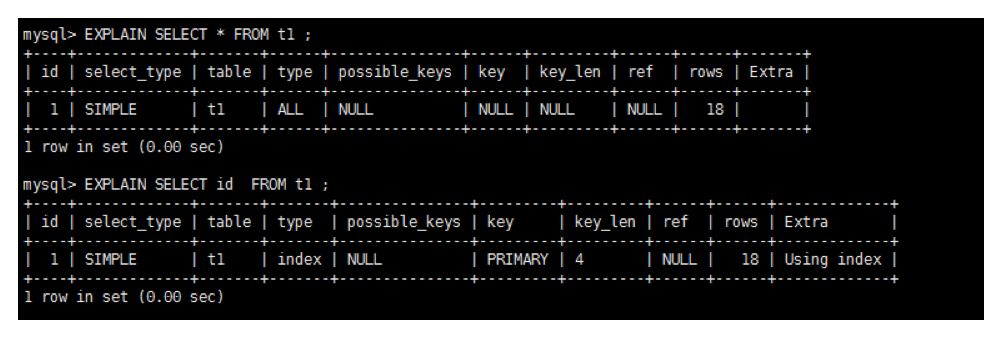 mysql> EXPLAIN SELECT * FROM t1 ;
+----+-------------+-------+------+---------------+------+---------+------+------+-------+
| id | select_type | table | type | possible_keys | key  | key_len | ref  | rows | Extra |
+----+-------------+-------+------+---------------+------+---------+------+------+-------+
|  1 | SIMPLE      | t1    | ALL  | NULL          | NULL | NULL    | NULL |   18 |       |
+----+-------------+-------+------+---------------+------+---------+------+------+-------+
1 row in set (0.00 sec)
mysql> EXPLAIN SELECT id  FROM t1 ;
+----+-------------+-------+-------+---------------+---------+---------+------+------+-------------+
| id | select_type | table | type  | possible_keys | key     | key_len | ref  | rows | Extra       |
+----+-------------+-------+-------+---------------+---------+---------+------+------+-------------+
|  1 | SIMPLE      | t1    | index | NULL          | PRIMARY | 4       | NULL |   18 | Using index |
+----+-------------+-------+-------+---------------+---------+---------+------+------+-------------+
1 row in set (0.00 sec)